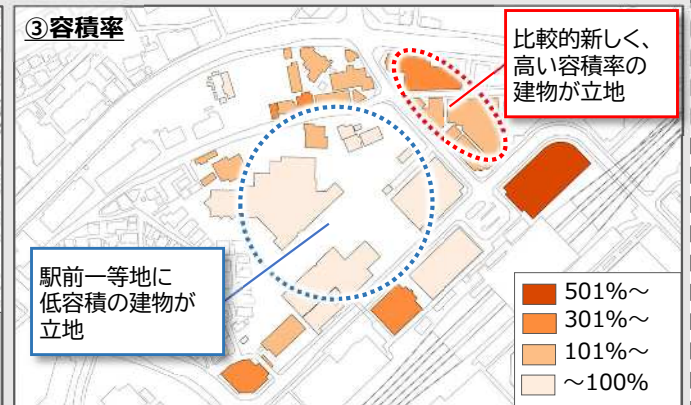 ③容積率
比較的新しく、
高い容積率の
建物が立地
駅前一等地に
低容積の建物が
立地
501%~
301%~
101%~
~100%